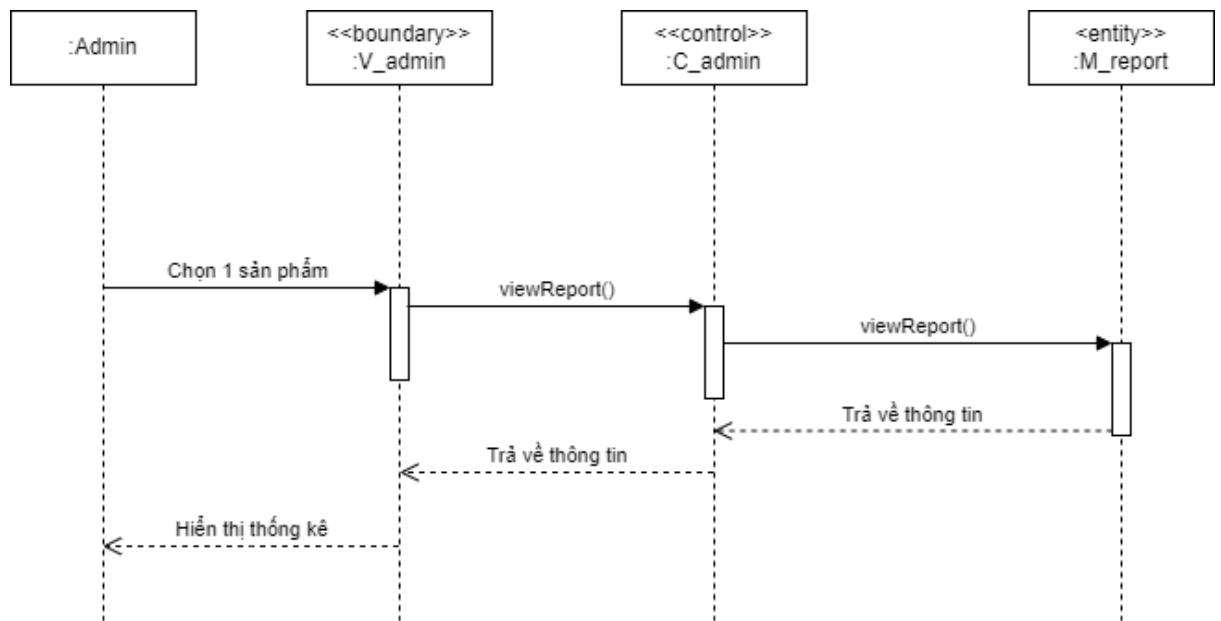 :Admin
<<boundary>>
:V_admin
<<control>>
:C_admin
<entity>>
:M_report
Chọn 1 sản phẩm
viewReport()
viewReport()
Trả về thông tin
Trả về thông tin
Hiển thị thống kê